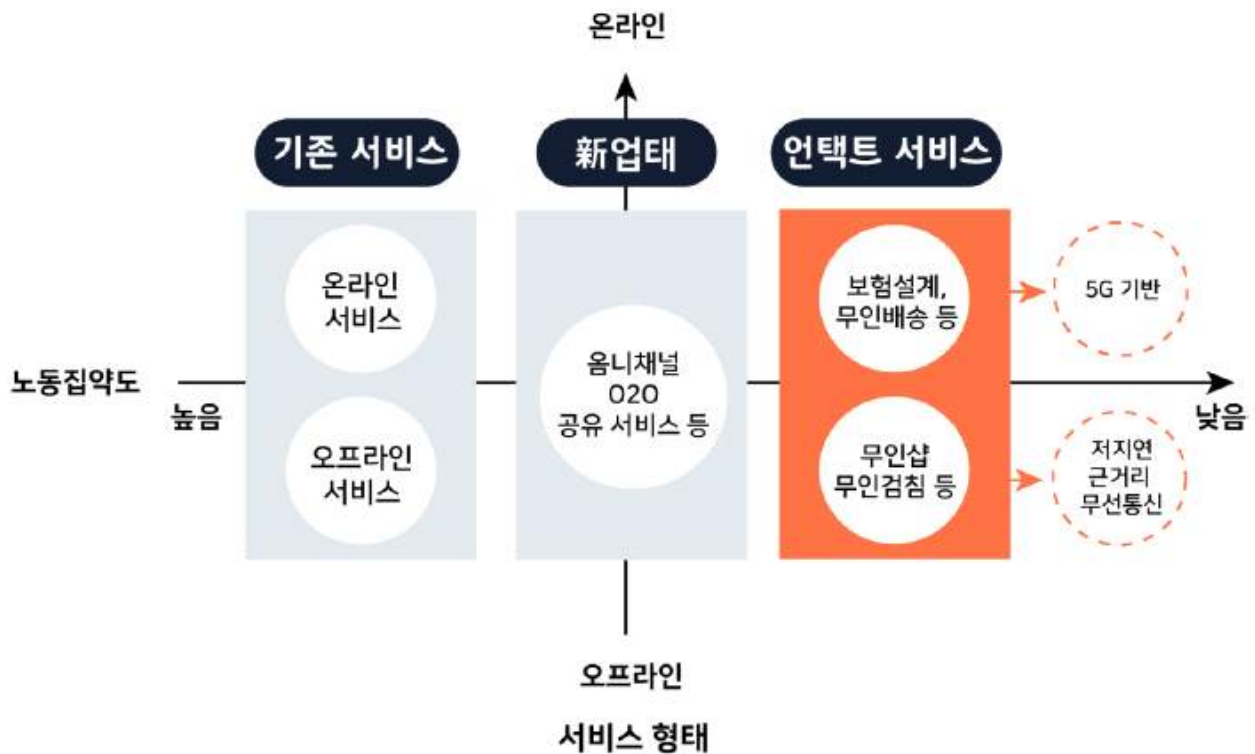 온라인
기존 서비스
新업태
언택트 서비스
온라인
서비스
보험설계,
무인배송 등
5G 기반
노동집약도
높음
옴니채널
O2O
공유 서비스 등
낮음
오프라인
서비스
무인샵
무인검침 등
저지연
근거리
무선통신
오프라인
서비스 형태